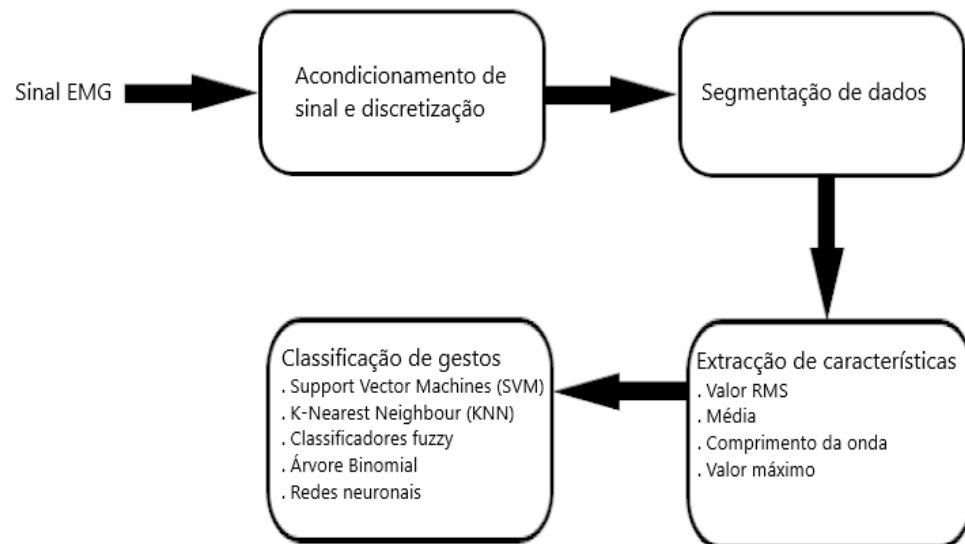 Sinal EMG
Acondicionamento de
sinal e discretização
Segmentação de dados
Extracção de características
. Valor RMS
. Média
. Comprimento da onda
. Valor máximo
Classificação de gestos
. Support Vector Machines (SVM)
. K-Nearest Neighbour (KNN)
. Classificadores fuzzy
. Árvore Binomial
. Redes neuronais